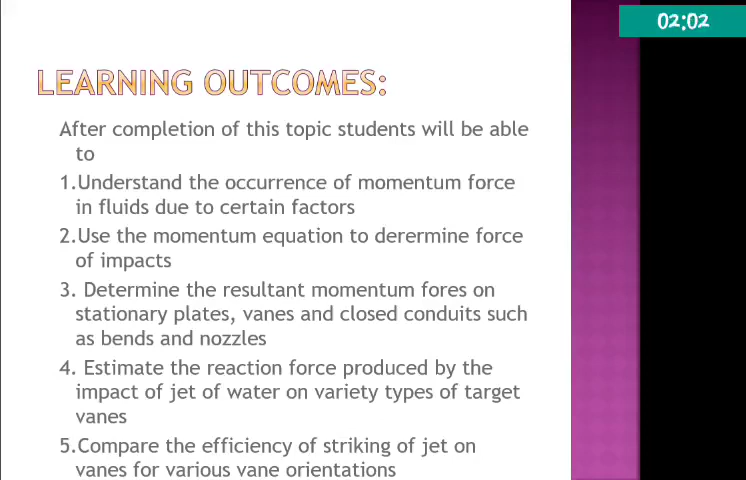 02:02
LEARNING OUTCOMES:
After completion of this topic students will be able
to
1.Understand the occurrence of momentum force
in fluids due to certain factors
2.Use the momentum equation to derermine force
of impacts
3. Determine the resultant momentum fores on
stationary plates, vanes and closed conduits such
as bends and nozzles
4. Estimate the reaction force produced by the
impact of jet of water on variety types of target
vanes
5.Compare the efficiency of striking of jet on
vanes for various vane orientations